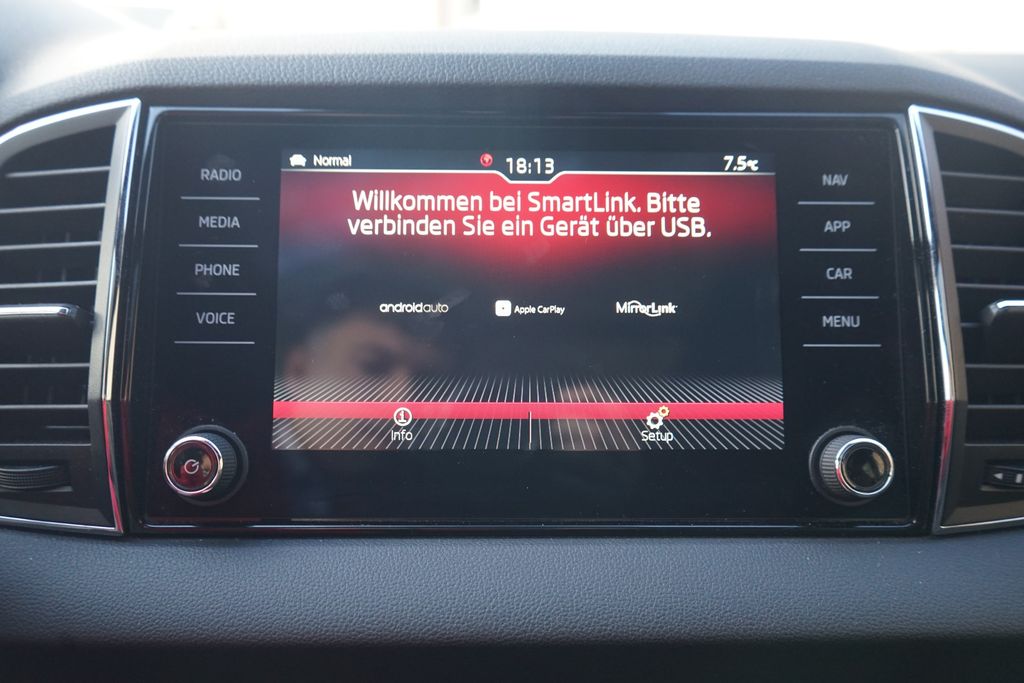 Normal 18:13 7.5°C
Willkommen bei SmartLink. Bitte
verbinden Sie ein Gerät über USB.
androidauto Apple CarPlay MirrorLink
Info Setup
RADIO
MEDIA
PHONE
VOICE
NAV
APP
CAR
MENU